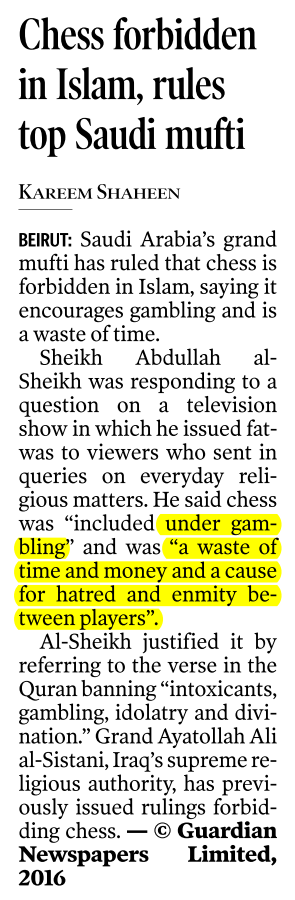 Chess forbidden
in Islam, rules
top Saudi mufti
KAREEM SHAHEEN
BEIRUT: Saudi Arabia’s grand
mufti has ruled that chess is
forbidden in Islam, saying it
encourages gambling and is
a waste of time.
Sheikh Abdullah al-
Sheikh was responding to a
question on a television
show in which he issued fat-
was to viewers who sent in
queries on everyday reli-
gious matters. He said chess
was “included under gam-
bling” and was “a waste of
time and money and a cause
for hatred and enmity be-
tween players”.
Al-Sheikh justified it by
referring to the verse in the
Quran banning “intoxicants,
gambling, idolatry and divi-
nation.” Grand Ayatollah Ali
al-Sistani, Iraq’s supreme re-
ligious authority, has previ-
ously issued rulings forbid-
ding chess. — © Guardian
Newspapers Limited,
2016